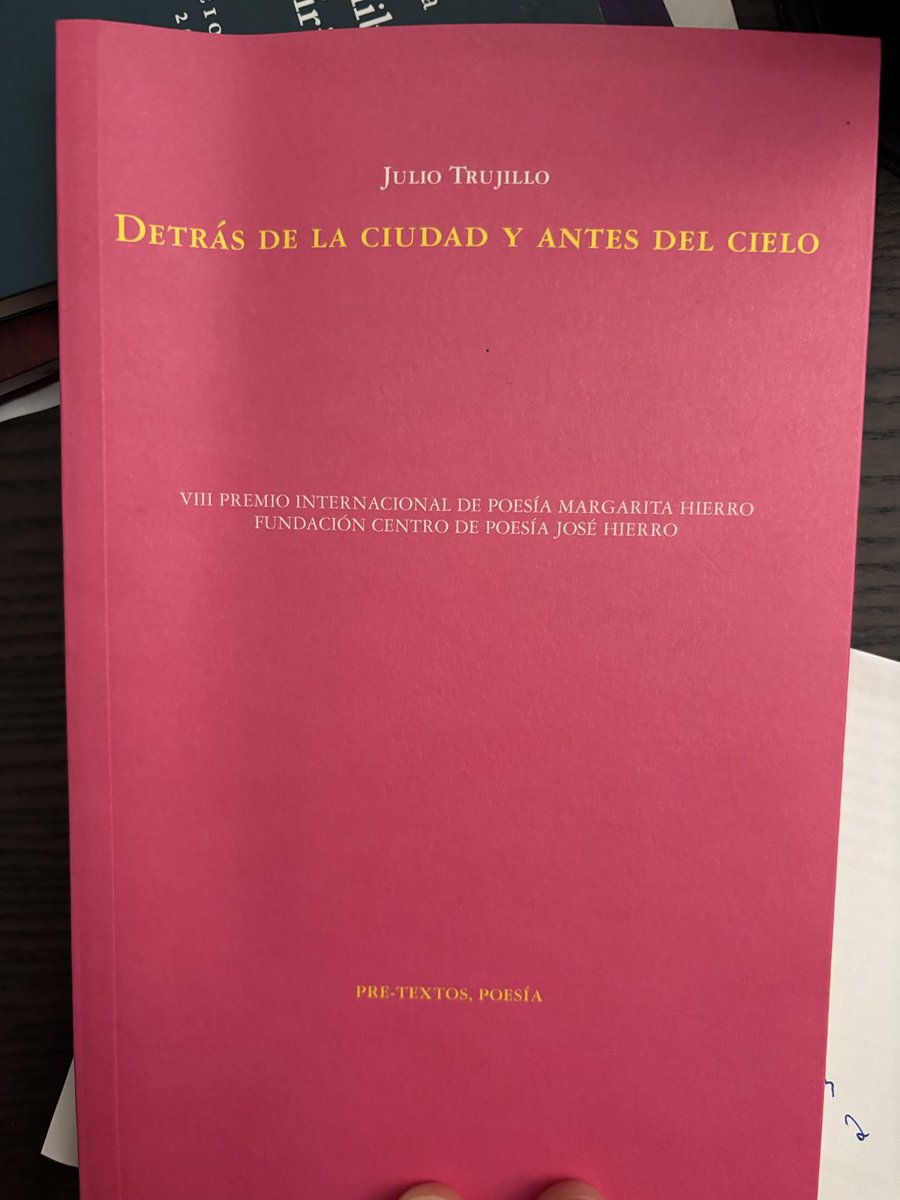 Julio Trujillo
Detrás de la ciudad y antes del cielo
VIII PREMIO INTERNACIONAL DE POESÍA MARGARITA HIERRO
FUNDACIÓN CENTRO DE POESÍA JOSÉ HIERRO
PRE-TEXTOS, POESÍA